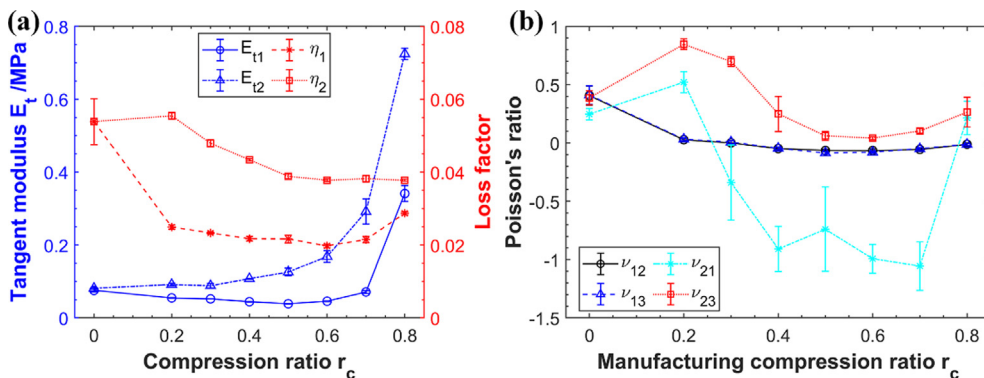 (a)
Tangent modulus E_t /MPa
0.8
0.6
0.4
0.2
0
E_t1
E_t2
η_1
η_2
0.08
0.06
0.04
0.02
0
Loss factor
0 0.2 0.4 0.6 0.8
Compression ratio r_c
(b)
Poisson's ratio
1
0.5
0
-0.5
-1
-1.5
ν_12
ν_13
ν_21
ν_23
0 0.2 0.4 0.6 0.8
Manufacturing compression ratio r_c